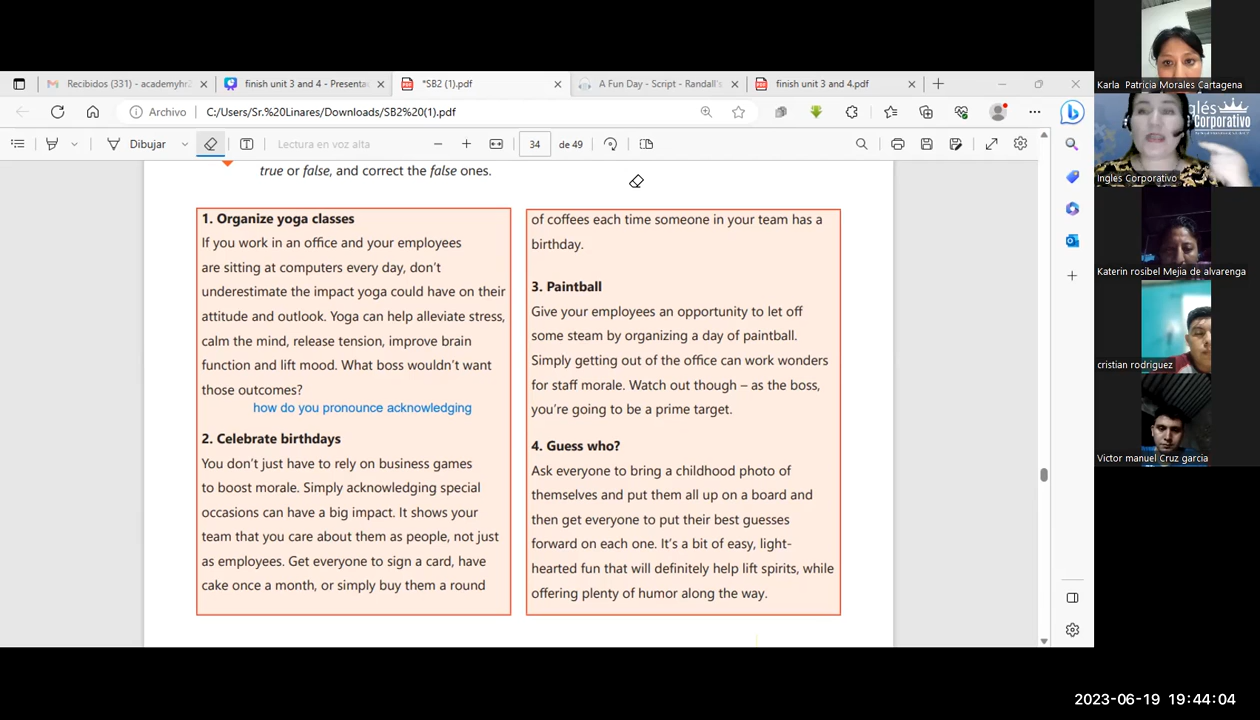 Recibidos (331) - academyhr2
finish unit 3 and 4 - Presenta
*SB2 (1).pdf
A Fun Day - Script - Randall's
finish unit 3 and 4.pdf
Archivo
C:/Users/Sr.%20Linares/Downloads/SB2%20(1).pdf
Dibujar
Lectura en voz alta
34
de 49
true or false, and correct the false ones.
1. Organize yoga classes
If you work in an office and your employees
are sitting at computers every day, don't
underestimate the impact yoga could have on their
attitude and outlook. Yoga can help alleviate stress,
calm the mind, release tension, improve brain
function and lift mood. What boss wouldn't want
those outcomes?
how do you pronounce acknowledging
2. Celebrate birthdays
You don't just have to rely on business games
to boost morale. Simply acknowledging special
occasions can have a big impact. It shows your
team that you care about them as people, not just
as employees. Get everyone to sign a card, have
cake once a month, or simply buy them a round
of coffees each time someone in your team has a
birthday.
3. Paintball
Give your employees an opportunity to let off
some steam by organizing a day of paintball.
Simply getting out of the office can work wonders
for staff morale. Watch out though – as the boss,
you're going to be a prime target.
4. Guess who?
Ask everyone to bring a childhood photo of
themselves and put them all up on a board and
then get everyone to put their best guesses
forward on each one. It's a bit of easy, light-
hearted fun that will definitely help lift spirits, while
offering plenty of humor along the way.
Karla Patricia Morales Cartagena
glés
Corporativo
Ingles Corporativo
Katerin rosibel Mejia de alvarenga
cristian rodriguez
Victor manuel Cruz garcia
2023-06-19 19:44:04